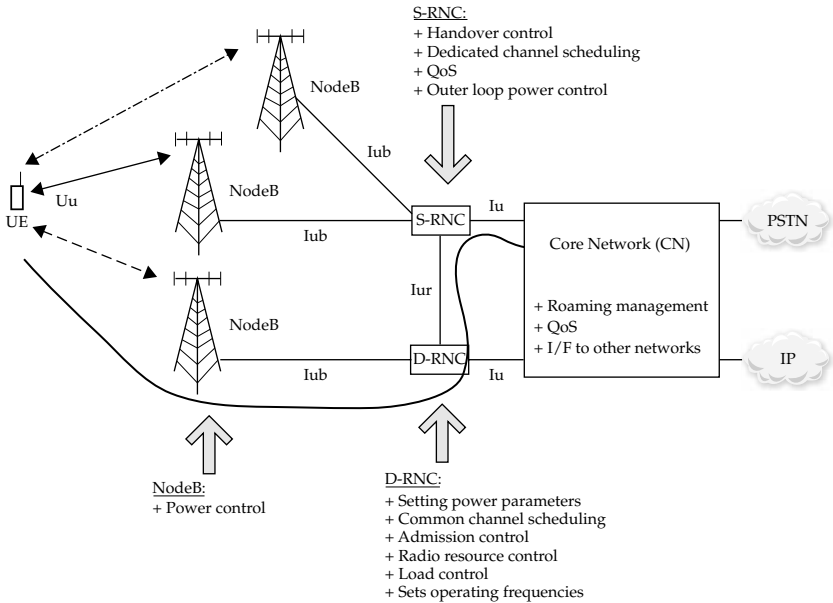 S-RNC:
+ Handover control
+ Dedicated channel scheduling
+ QoS
+ Outer loop power control
NodeB
Iub
NodeB
Uu
UE
Iub
S-RNC
Iu
Core Network (CN)
PSTN
NodeB
Iur
+ Roaming management
+ QoS
+ I/F to other networks
Iub
D-RNC
Iu
IP
NodeB:
+ Power control
D-RNC:
+ Setting power parameters
+ Common channel scheduling
+ Admission control
+ Radio resource control
+ Load control
+ Sets operating frequencies